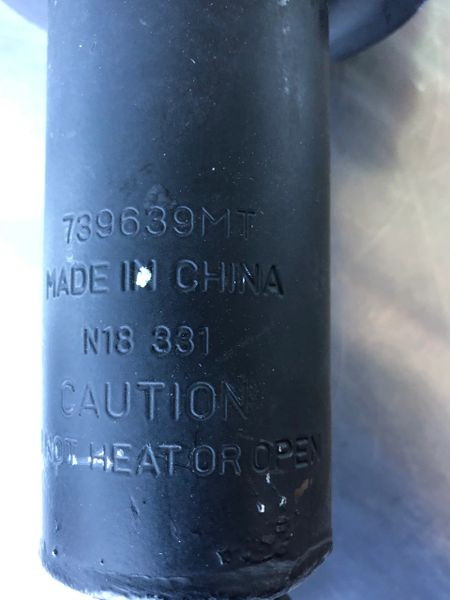 739639MT
MADE IN CHINA
N18 331
CAUTION
NOT HEAT OR OPEN